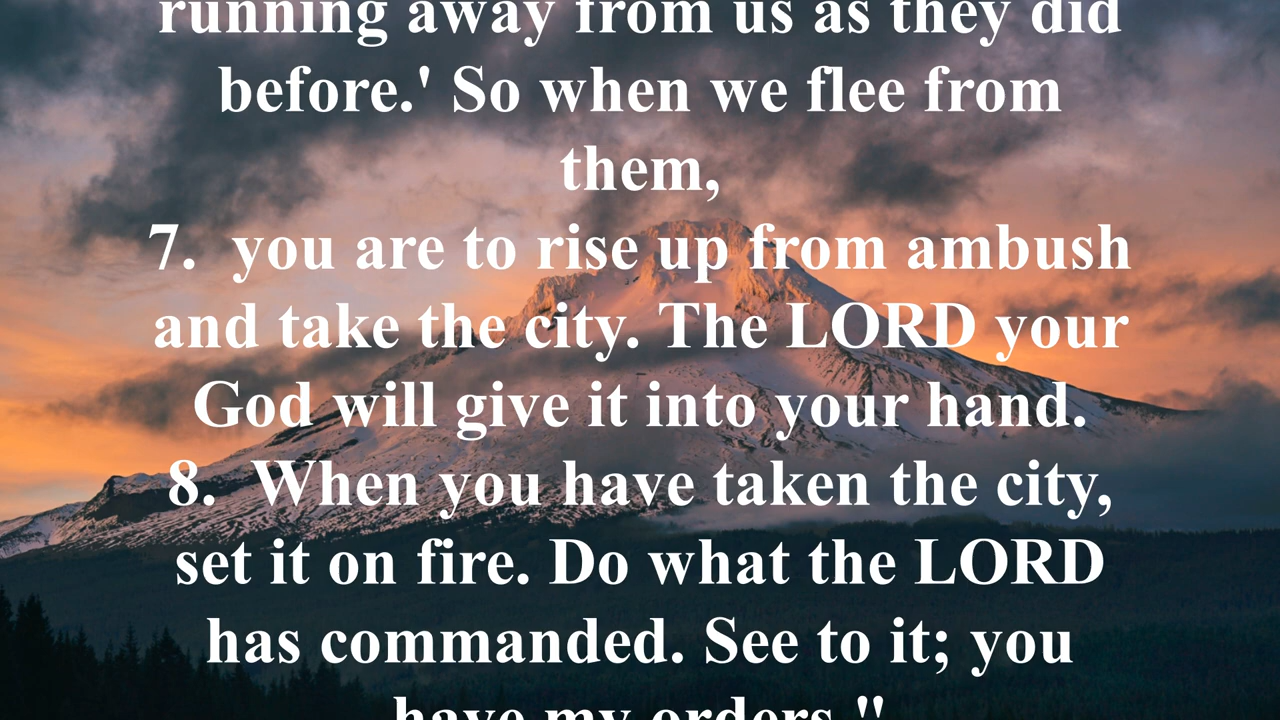 running away from us as they did
before.' So when we flee from
them,
7.  you are to rise up from ambush
and take the city. The LORD your
God will give it into your hand.
8.  When you have taken the city,
set it on fire. Do what the LORD
has commanded. See to it; you
have my orders."